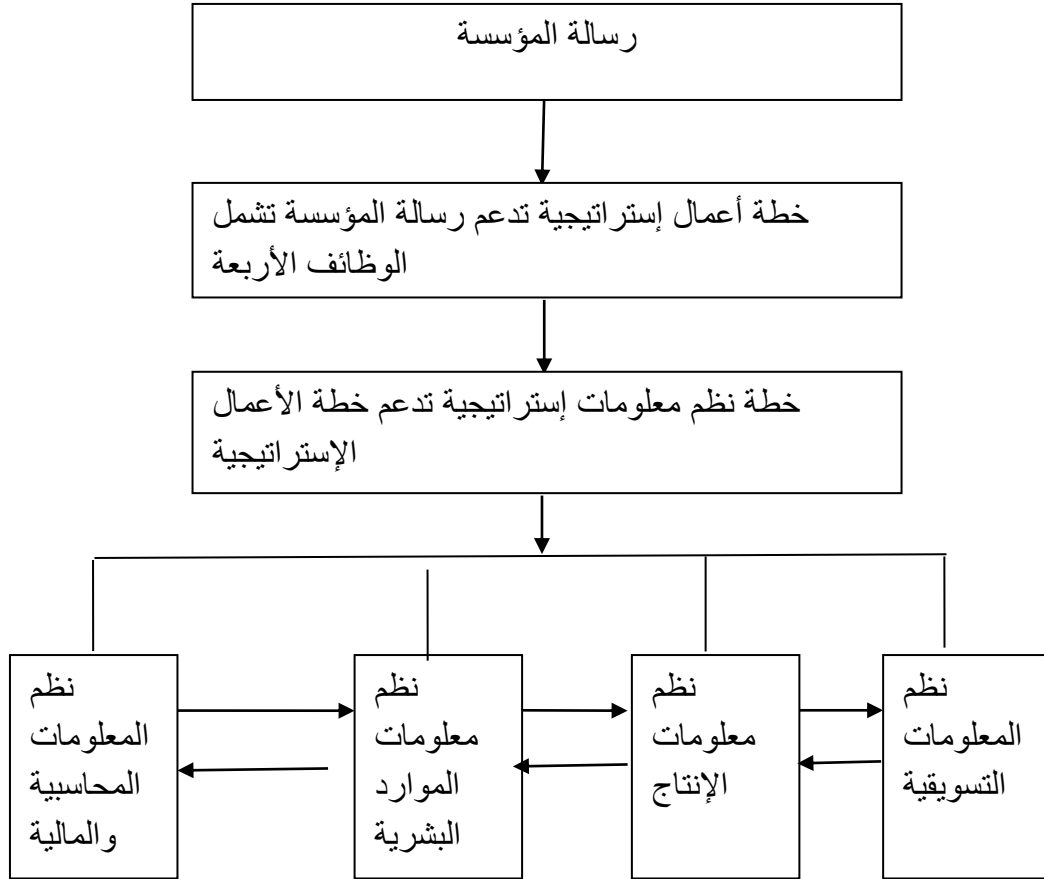 رسالة المؤسسة
خطة أعمال إستراتيجية تدعم رسالة المؤسسة تشمل
الوظائف الأربعة
خطة نظم معلومات إستراتيجية تدعم خطة الأعمال
الإستراتيجية
نظم
المعلومات
التسويقية
نظم
معلومات
الإنتاج
نظم
معلومات
الموارد
البشرية
نظم
المعلومات
المحاسبية
والمالية